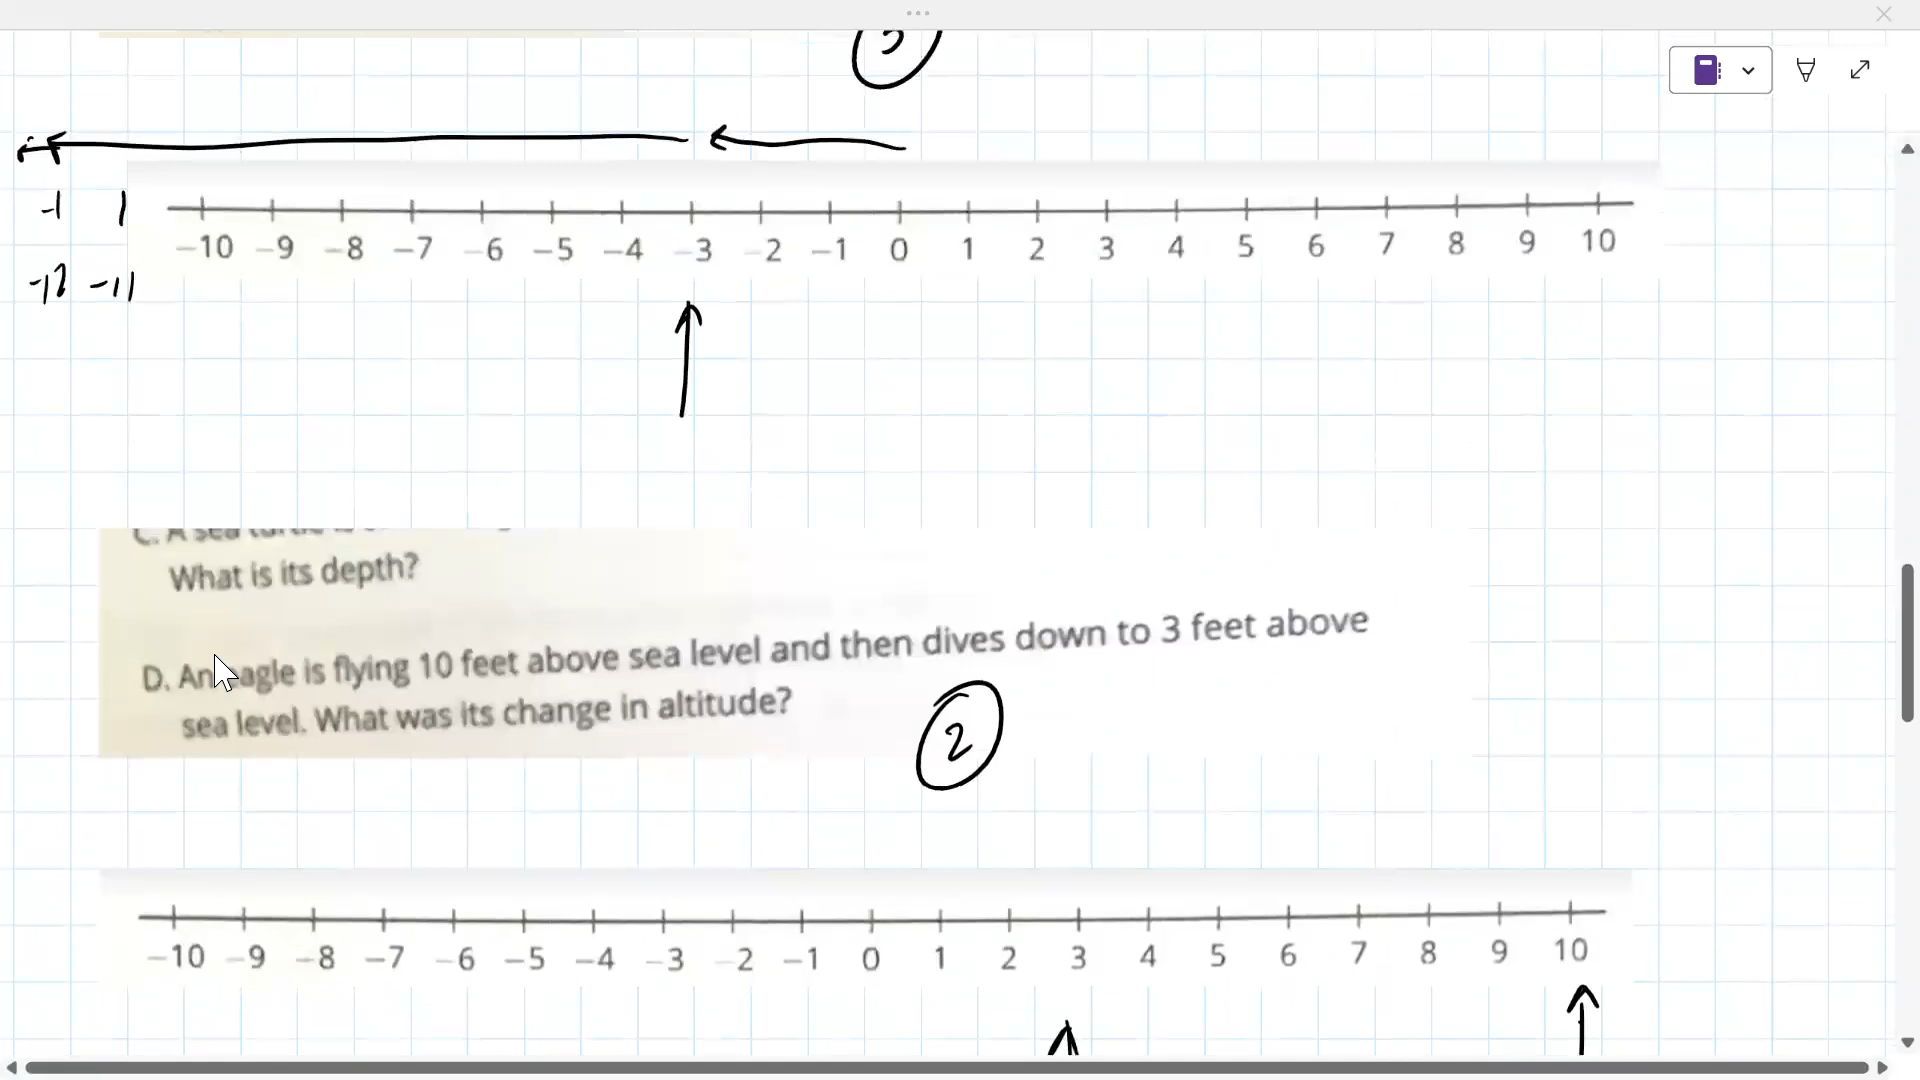 -1 1
−10 −9 −8 −7 −6 −5 −4 −3 −2 −1 0 1 2 3 4 5 6 7 8 9 10
-12 -11
C. A sea turtle is
What is its depth?
D. An eagle is flying 10 feet above sea level and then dives down to 3 feet above
sea level. What was its change in altitude?
2
−10 −9 −8 −7 −6 −5 −4 −3 −2 −1 0 1 2 3 4 5 6 7 8 9 10